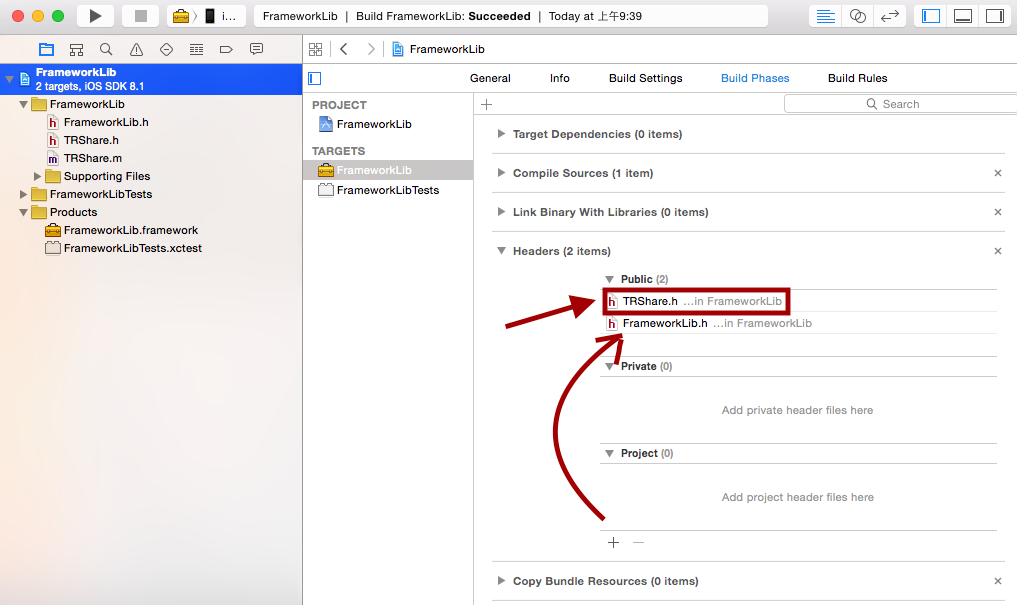 i...
FrameworkLib | Build FrameworkLib: Succeeded | Today at 上午9:39
FrameworkLib
2 targets, iOS SDK 8.1
FrameworkLib
h FrameworkLib.h
h TRShare.h
m TRShare.m
Supporting Files
FrameworkLibTests
Products
FrameworkLib.framework
FrameworkLibTests.xctest
FrameworkLib
General Info Build Settings Build Phases Build Rules
PROJECT
FrameworkLib
TARGETS
FrameworkLib
FrameworkLibTests
Search
Target Dependencies (0 items)
Compile Sources (1 item)
Link Binary With Libraries (0 items)
Headers (2 items)
Public (2)
h TRShare.h ...in FrameworkLib
h FrameworkLib.h ...in FrameworkLib
Private (0)
Add private header files here
Project (0)
Add project header files here
Copy Bundle Resources (0 items)